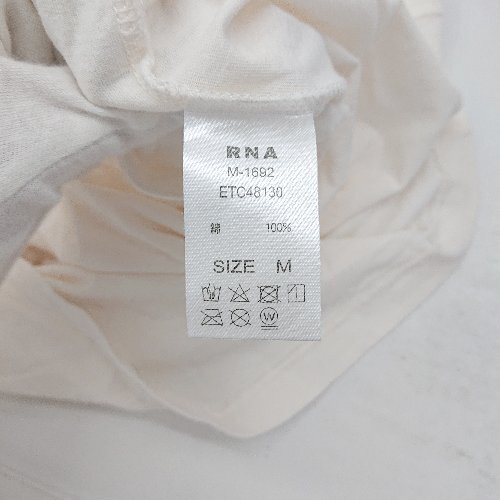 RNA
M-1692
ETC48130
綿 100%
SIZE M
W